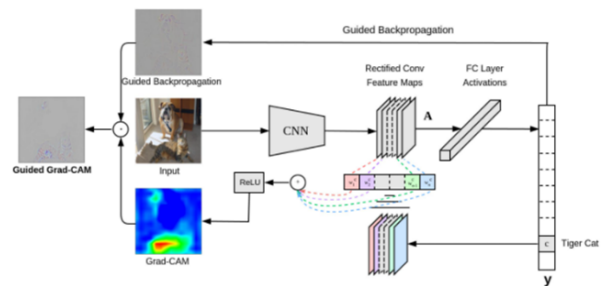 Guided Backpropagation
Rectified Conv
Feature Maps
FC Layer
Activations
Guided Backpropagation
A
CNN
Guided Grad-CAM
Input
ReLU
c
Tiger Cat
Grad-CAM
y